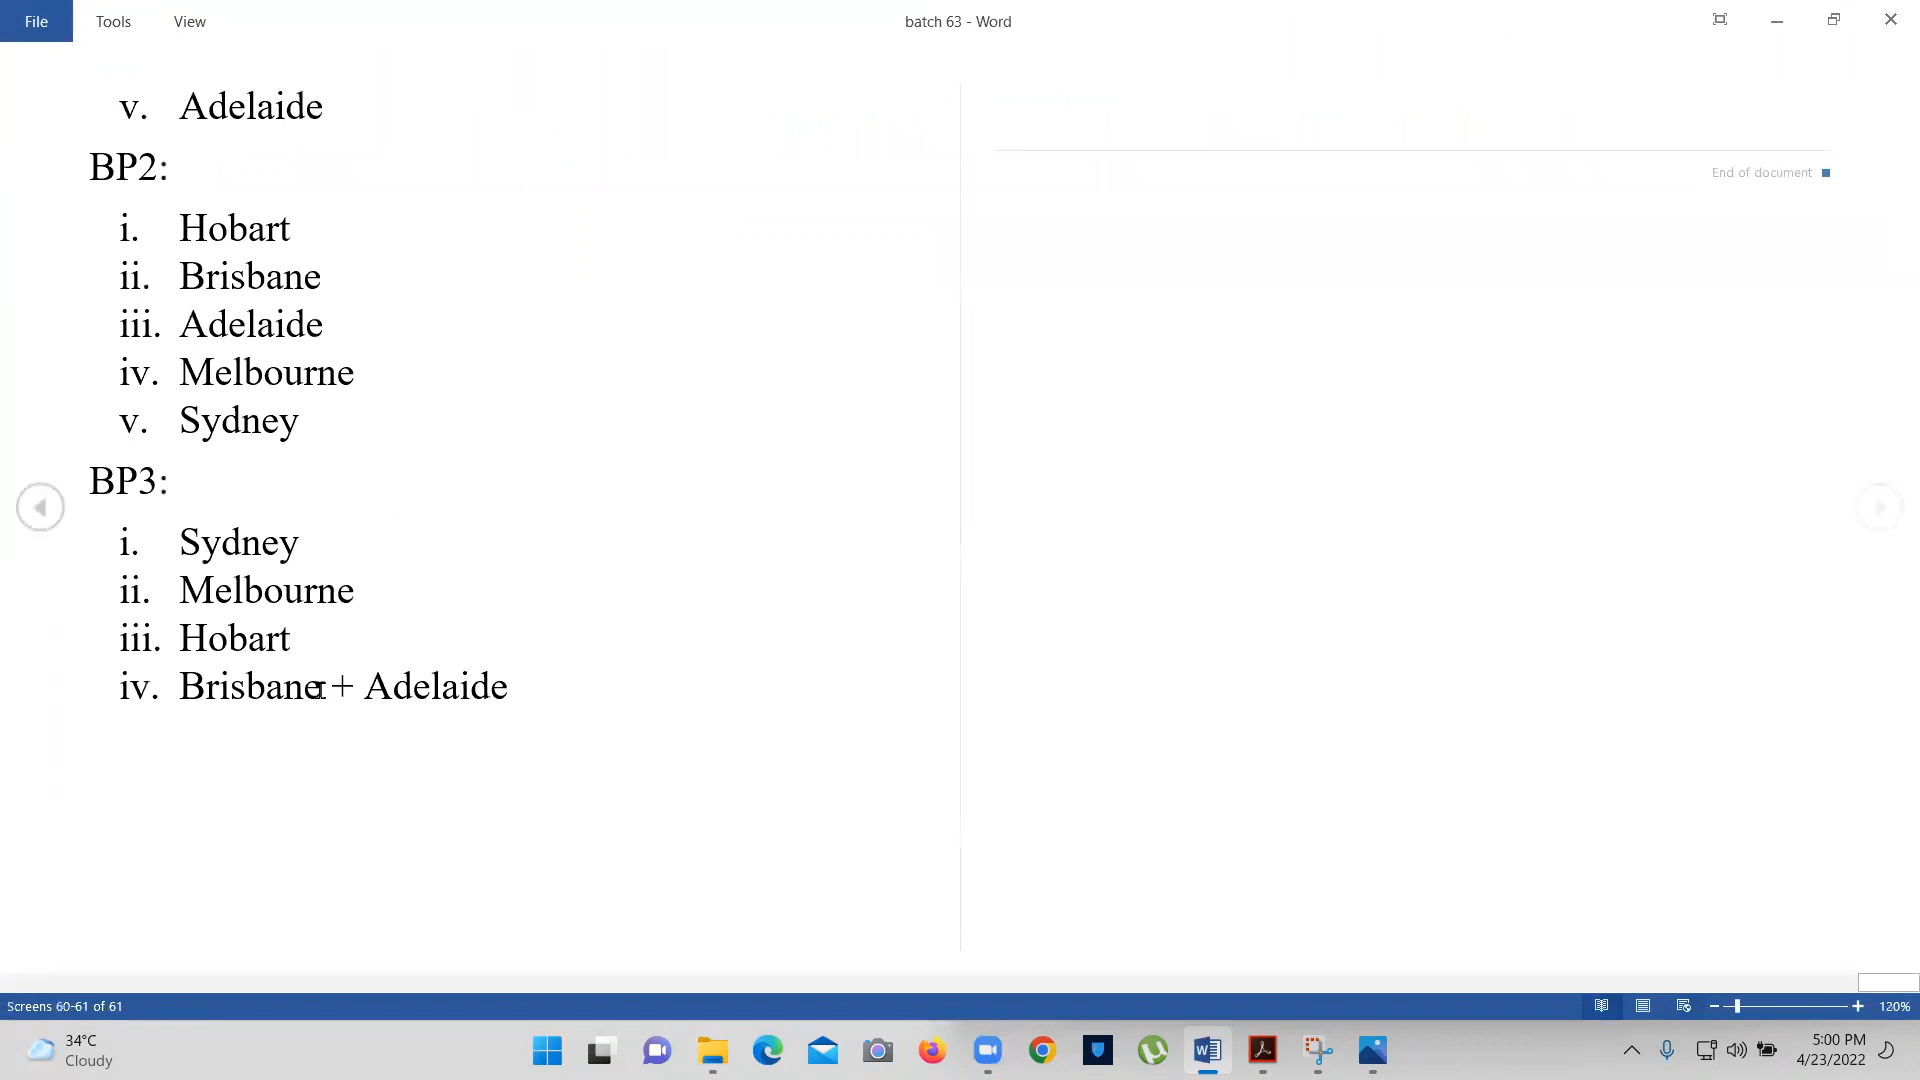 File Tools View batch 63 - Word
v. Adelaide
BP2:
i. Hobart
ii. Brisbane
iii. Adelaide
iv. Melbourne
v. Sydney
BP3:
i. Sydney
ii. Melbourne
iii. Hobart
iv. Brisbane + Adelaide
End of document
Screens 60-61 of 61
120%
34°C
Cloudy
5:00 PM
4/23/2022